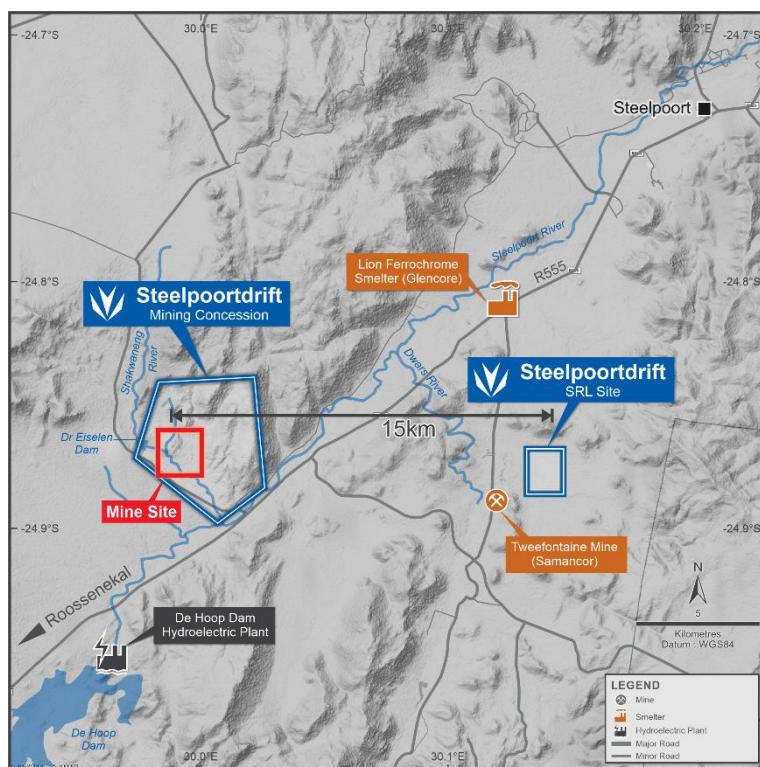 30.0°E
30.1°E
30.2°E
-24.7°S
-24.7°S
Steelpoort
Steelpoort River
Lion Ferrochrome
Smelter (Glencore)
R555
-24.8°S
-24.8°S
Steelpoortdrift
Mining Concession
Shakwaneng
River
Dwars River
Steelpoortdrift
SRL Site
15km
Dr Eiselen
Dam
Mine Site
-24.9°S
-24.9°S
Tweefontaine Mine
(Samancor)
Roossenekal
De Hoop Dam
Hydroelectric Plant
N
5
Kilometres
Datum : WGS84
De Hoop
Dam
LEGEND
Mine
Smelter
Hydroelectric Plant
Major Road
Minor Road
30.0°E
30.1°E